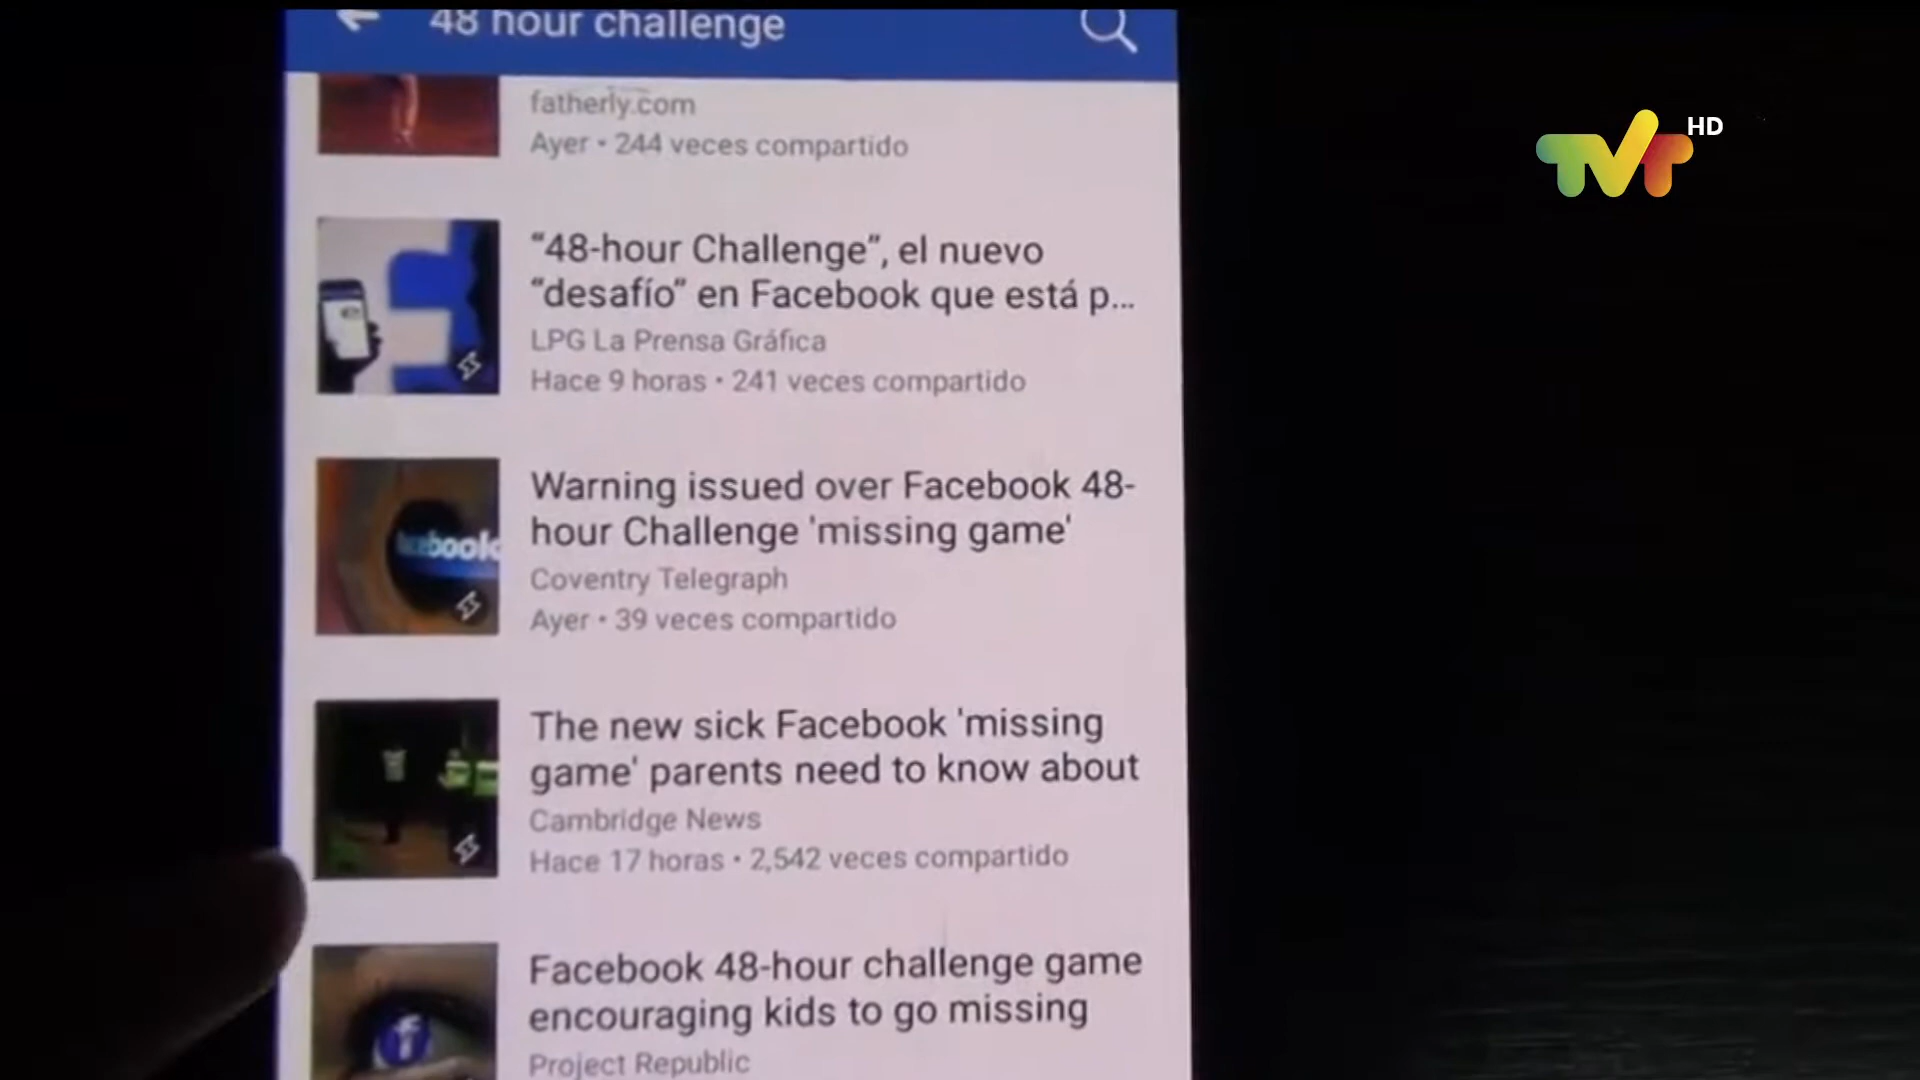 48 hour challenge
HD
TVT
fatherly.com
Ayer • 244 veces compartido
“48-hour Challenge”, el nuevo
“desafío” en Facebook que está p...
LPG La Prensa Gráfica
Hace 9 horas • 241 veces compartido
Warning issued over Facebook 48-
hour Challenge 'missing game'
facebook
Coventry Telegraph
Ayer • 39 veces compartido
The new sick Facebook 'missing
game' parents need to know about
Cambridge News
Hace 17 horas • 2,542 veces compartido
Facebook 48-hour challenge game
encouraging kids to go missing
f
Project Republic